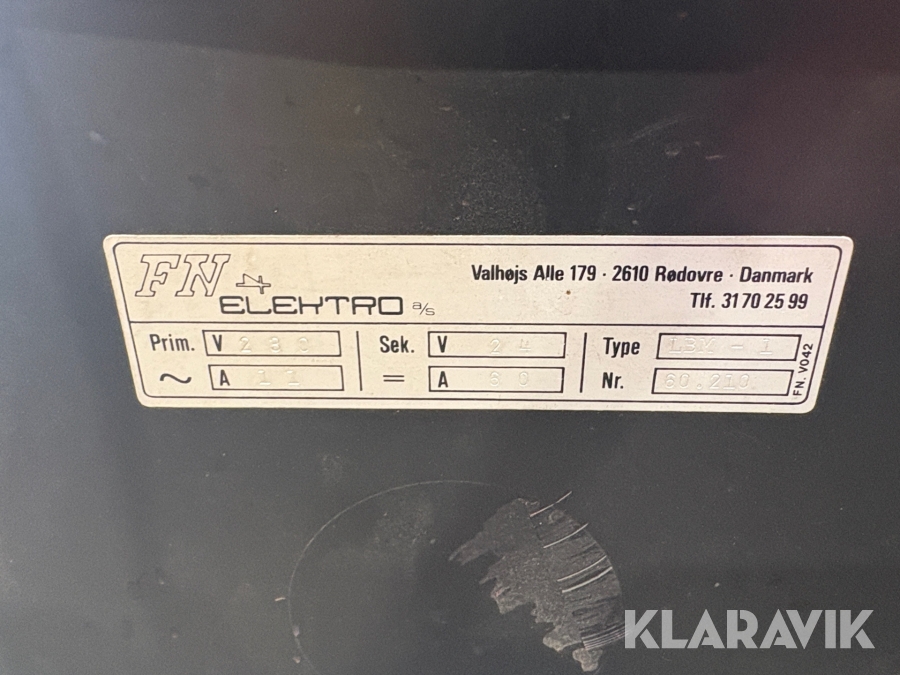 FN
ELEKTRO a/s
Valhøjs Alle 179 · 2610 Rødovre · Danmark
Tlf. 31 70 25 99
Prim. V 230
Sek. V 24
Type LBM - 1
~ A 11
= A 60
Nr. 60.210
FN. V042
KLARAVIK